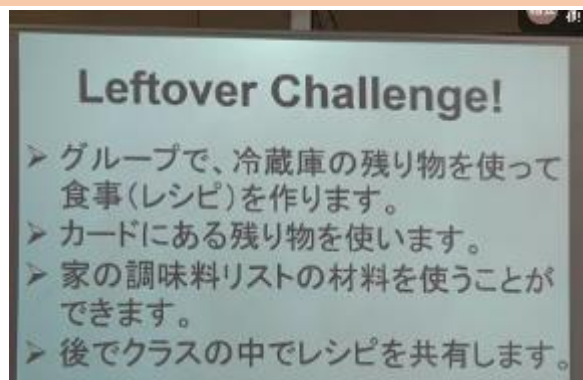 Leftover Challenge!
➢ グループで、冷蔵庫の残り物を使って
食事(レシピ)を作ります。
➢ カードにある残り物を使います。
➢ 家の調味料リストの材料を使うことが
できます。
➢ 後でクラスの中でレシピを共有します。